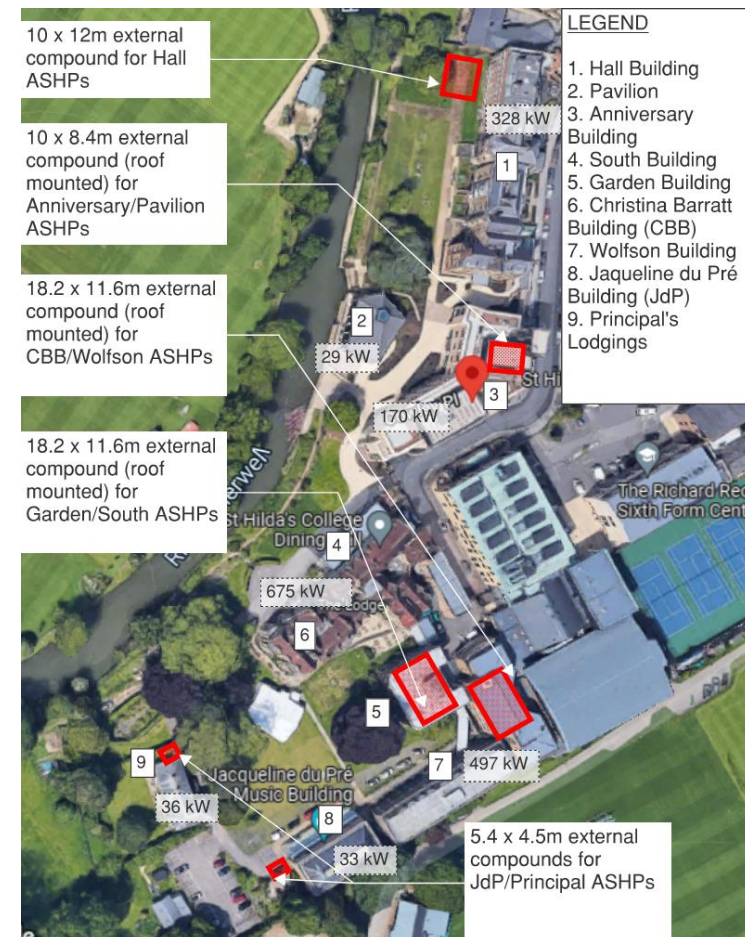 10 x 12m external
compound for Hall
ASHPs
10 x 8.4m external
compound (roof
mounted) for
Anniversary/Pavilion
ASHPs
18.2 x 11.6m external
compound (roof
mounted) for
CBB/Wolfson ASHPs
18.2 x 11.6m external
compound (roof
mounted) for
Garden/South ASHPs
LEGEND
1. Hall Building
2. Pavilion
3. Anniversary
Building
4. South Building
5. Garden Building
6. Christina Barratt
Building (CBB)
7. Wolfson Building
8. Jaqueline du Pré
Building (JdP)
9. Principal's
Lodgings
328 kW
1
2
29 kW
St Hi
3
170 kW
The Richard Rec
Sixth Form Cent
St Hilda's College
Dining
4
675 kW
Lodge
6
5
7
497 kW
9
Jacqueline du Pré
Music Building
36 kW
8
33 kW
5.4 x 4.5m external
compounds for
JdP/Principal ASHPs